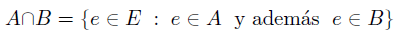 A∩B = {e ∈ E : e ∈ A y además e ∈ B}